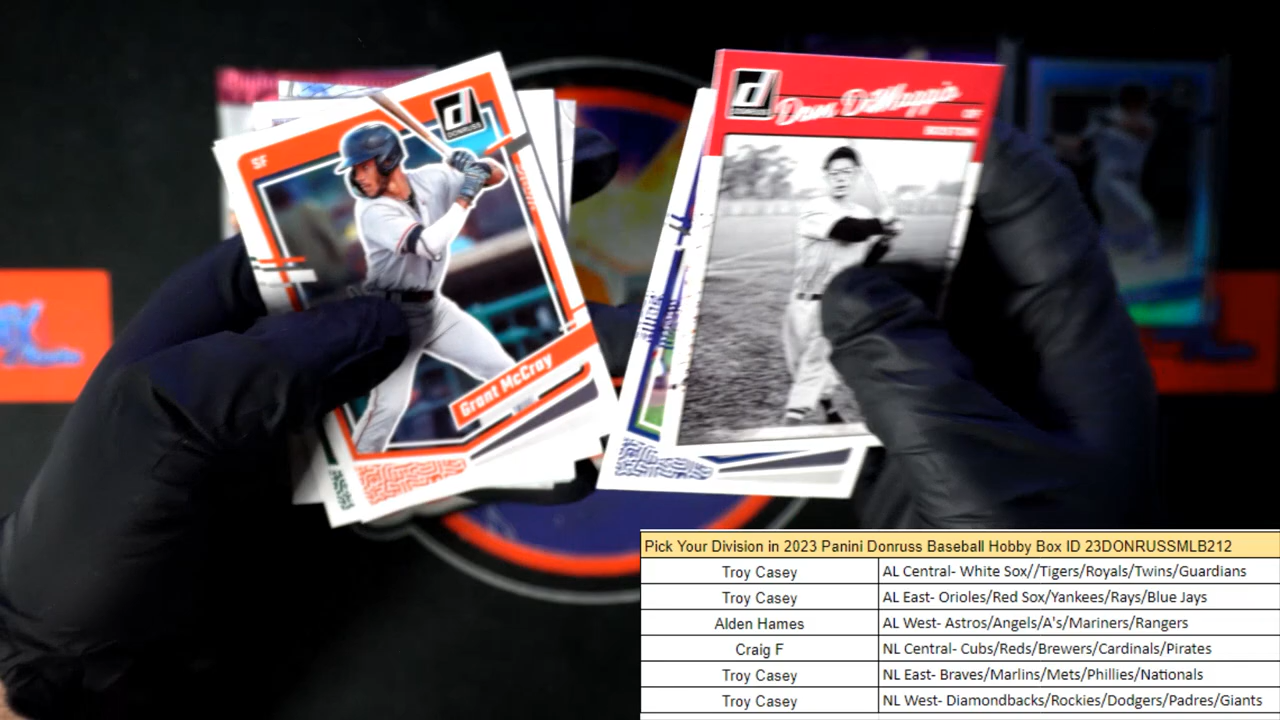 SF
DONRUSS
Grant McCray
DONRUSS
Dom DiMaggio
BOSTON
Pick Your Division in 2023 Panini Donruss Baseball Hobby Box ID 23DONRUSSMLB212
Troy Casey AL Central- White Sox//Tigers/Royals/Twins/Guardians
Troy Casey AL East- Orioles/Red Sox/Yankees/Rays/Blue Jays
Alden Hames AL West- Astros/Angels/A's/Mariners/Rangers
Craig F NL Central- Cubs/Reds/Brewers/Cardinals/Pirates
Troy Casey NL East- Braves/Marlins/Mets/Phillies/Nationals
Troy Casey NL West- Diamondbacks/Rockies/Dodgers/Padres/Giants